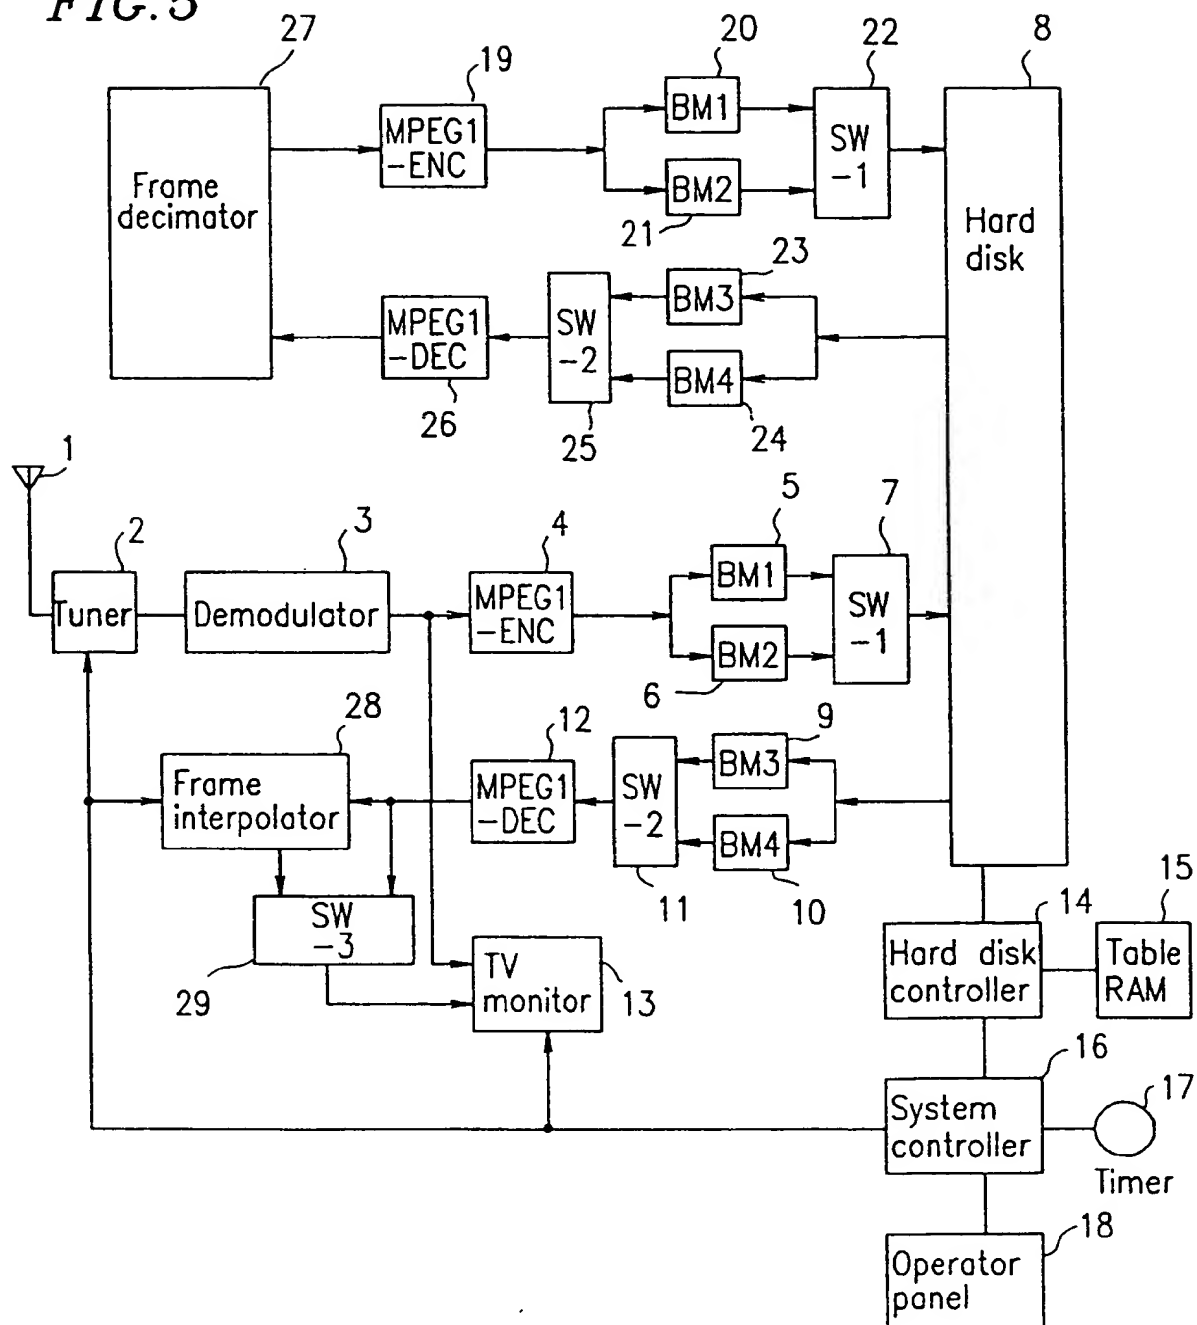 FIG. 5
27
19
20
22
8
MPEG1
-ENC
BM1
SW
-1
BM2
21
Frame
decimator
Hard
disk
23
MPEG1
-DEC
SW
-2
BM3
BM4
26
25
24
1
2
3
4
5
7
Tuner
Demodulator
MPEG1
-ENC
BM1
SW
-1
BM2
6
28
12
9
Frame
interpolator
MPEG1
-DEC
SW
-2
BM3
BM4
11
10
SW
-3
29
TV
monitor
13
14
15
Hard disk
controller
Table
RAM
16
17
System
controller
Timer
18
Operator
panel